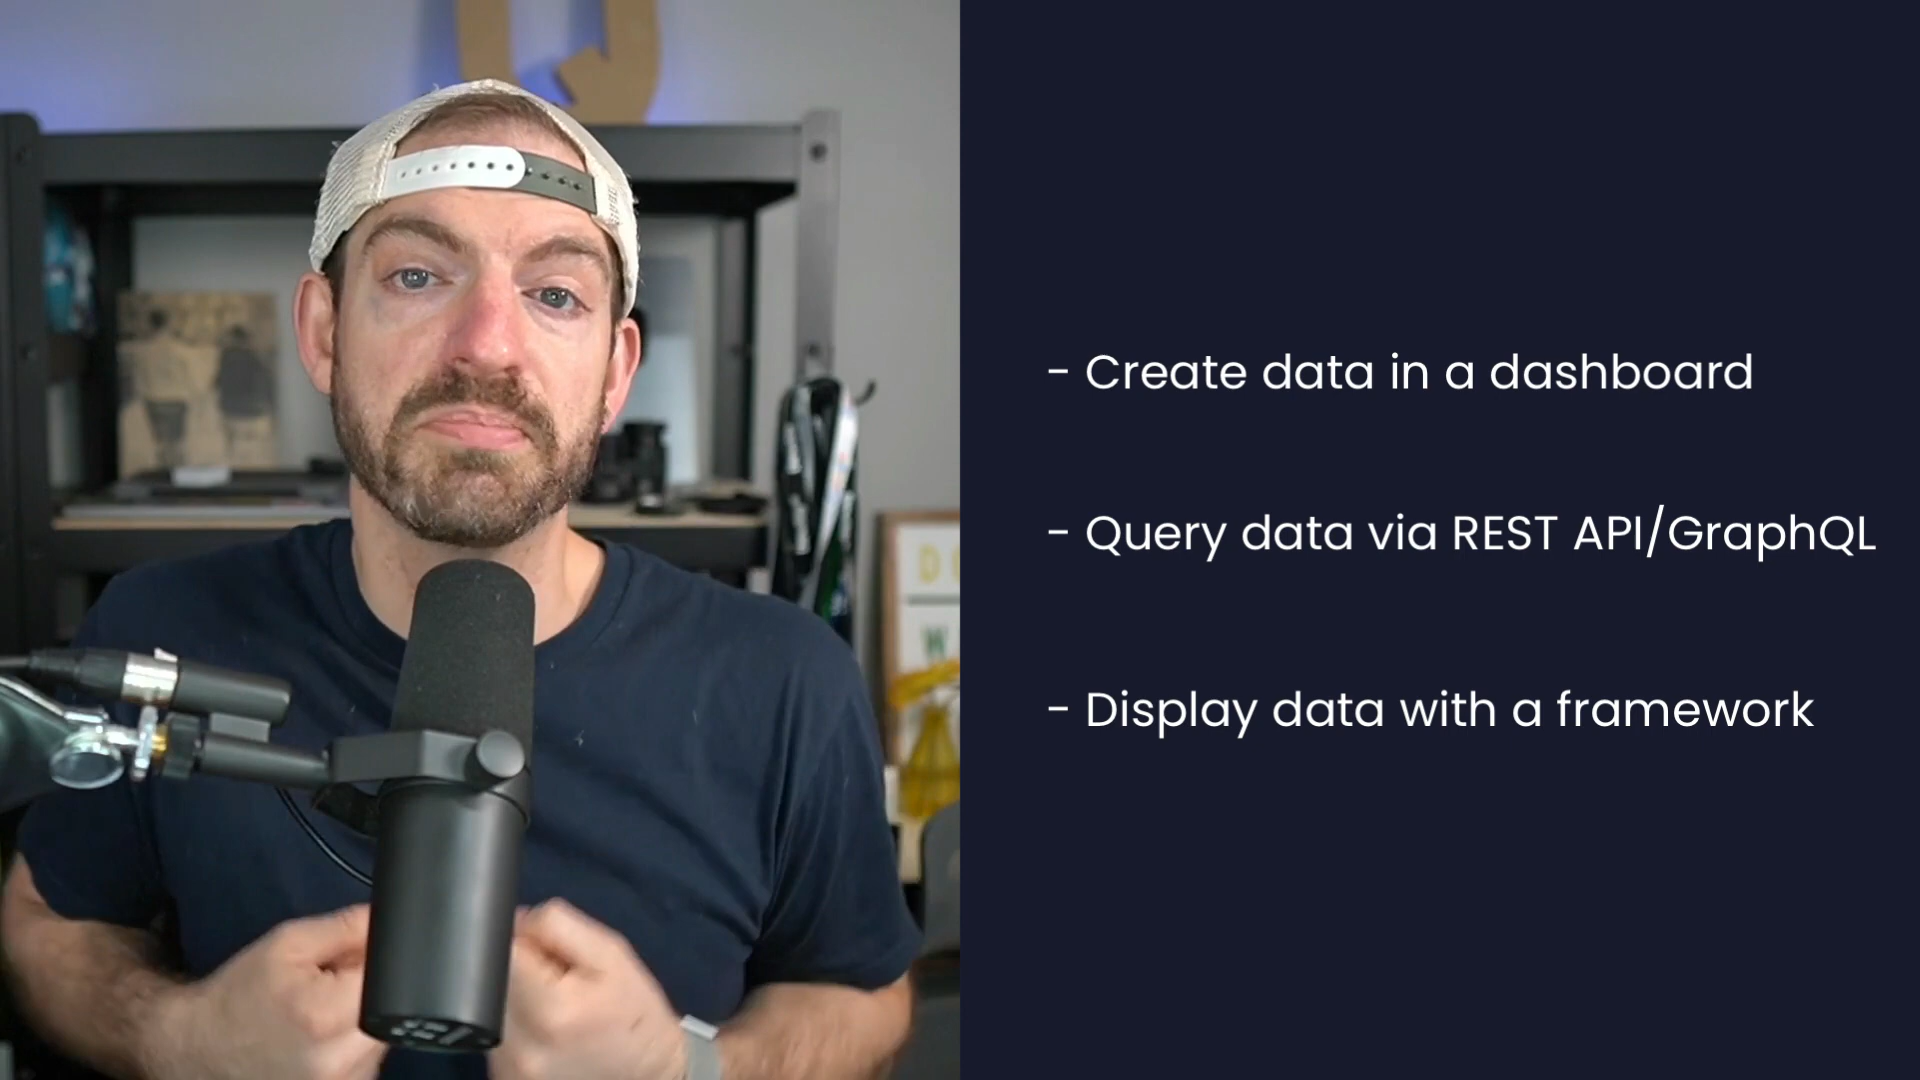 - Create data in a dashboard
- Query data via REST API/GraphQL
- Display data with a framework